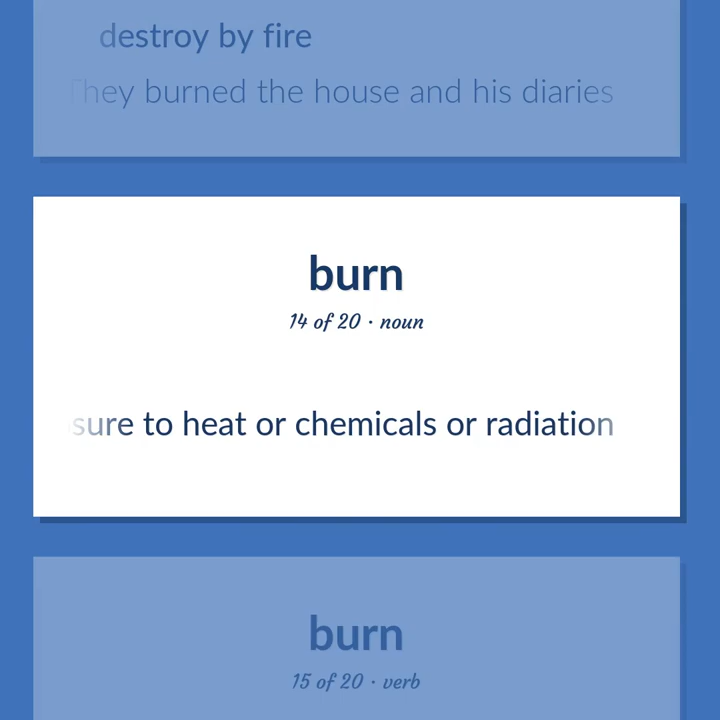 destroy by fire
They burned the house and his diaries
burn
14 of 20 · noun
sure to heat or chemicals or radiation
burn
15 of 20 · verb